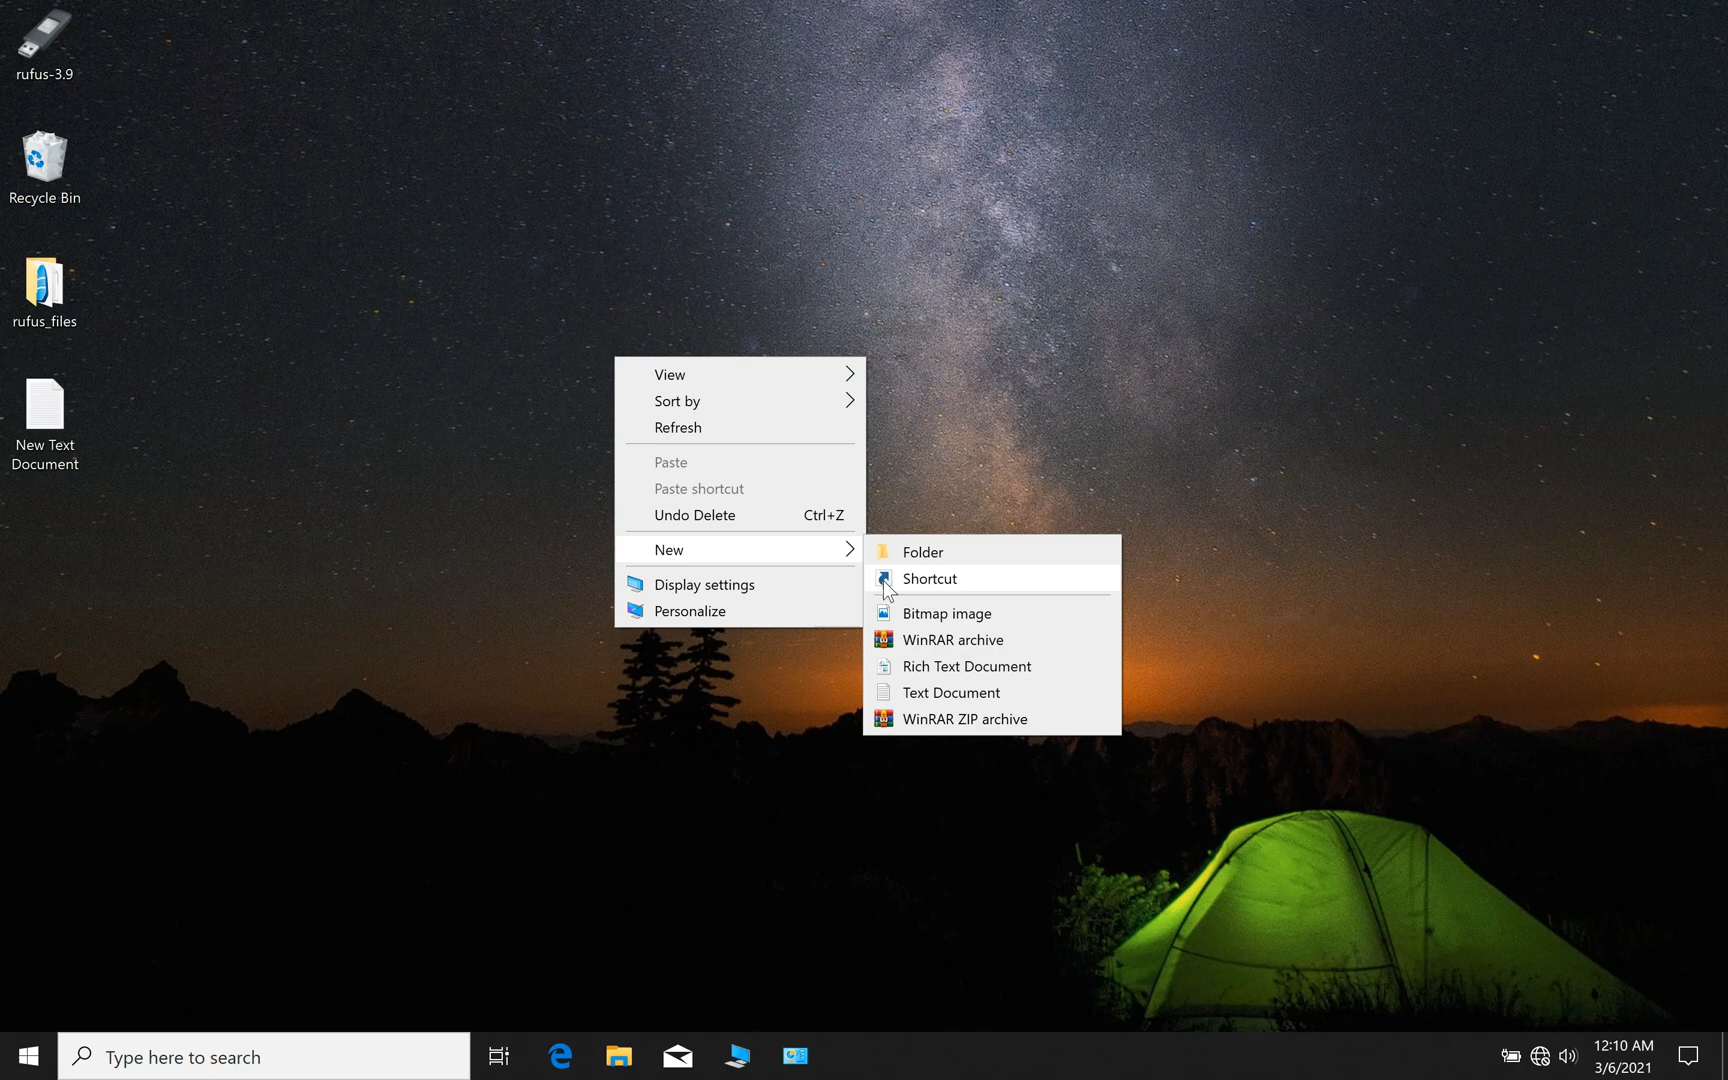 rufus-3.9
Recycle Bin
rufus_files
New Text
Document
View
Sort by
Refresh
Paste
Paste shortcut
Undo Delete Ctrl+Z
New
Display settings
Personalize
Folder
Shortcut
Bitmap image
WinRAR archive
Rich Text Document
Text Document
WinRAR ZIP archive
Type here to search
12:10 AM
3/6/2021